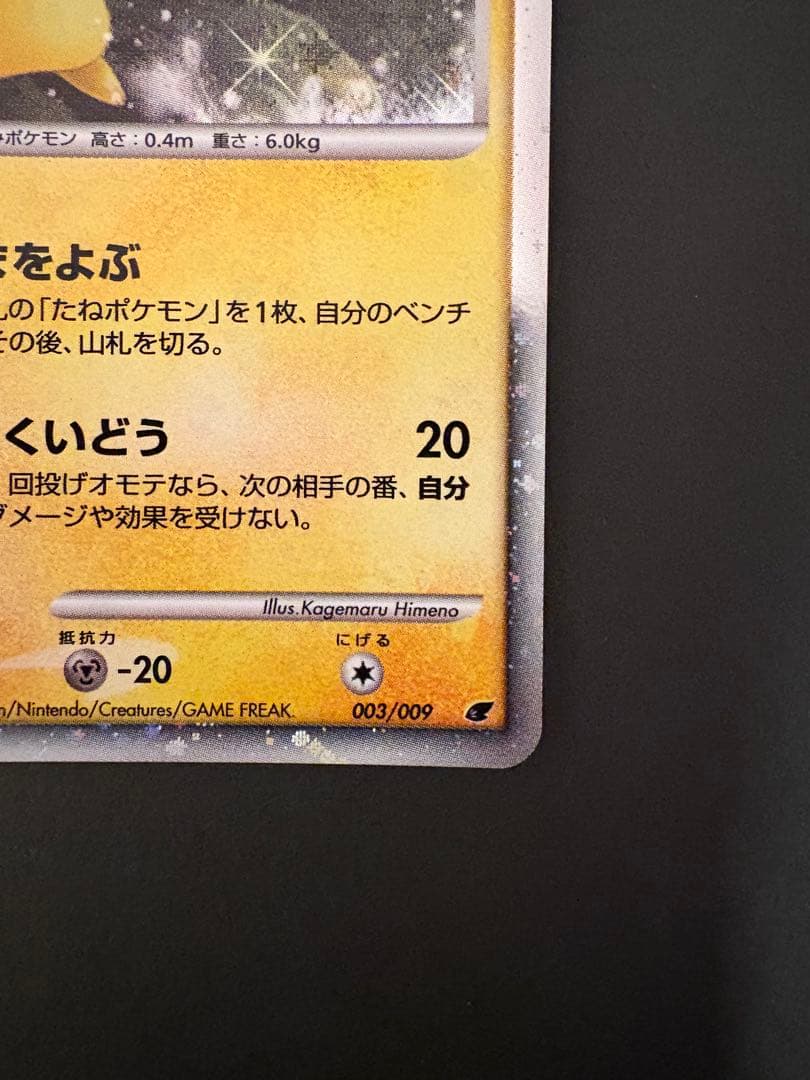 ポケモン 高さ:0.4m 重さ:6.0kg
をよぶ
の「たねポケモン」を1枚、自分のベンチ
その後、山札を切る。
くいどう 20
回投げオモテなら、次の相手の番、自分
ダメージや効果を受けない。
Illus.Kagemaru Himeno
抵抗力 にげる
-20
/Nintendo/Creatures/GAME FREAK. 003/009